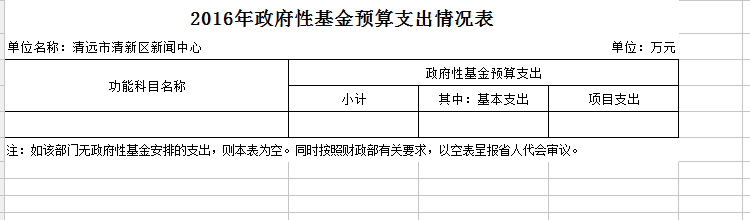 2016年政府性基金预算支出情况表
单位名称：清远市清新区新闻中心 单位：万元
功能科目名称 政府性基金预算支出
小计 其中：基本支出 项目支出
注：如该部门无政府性基金安排的支出，则本表为空。同时按照财政部有关要求，以空表呈报省人代会审议。